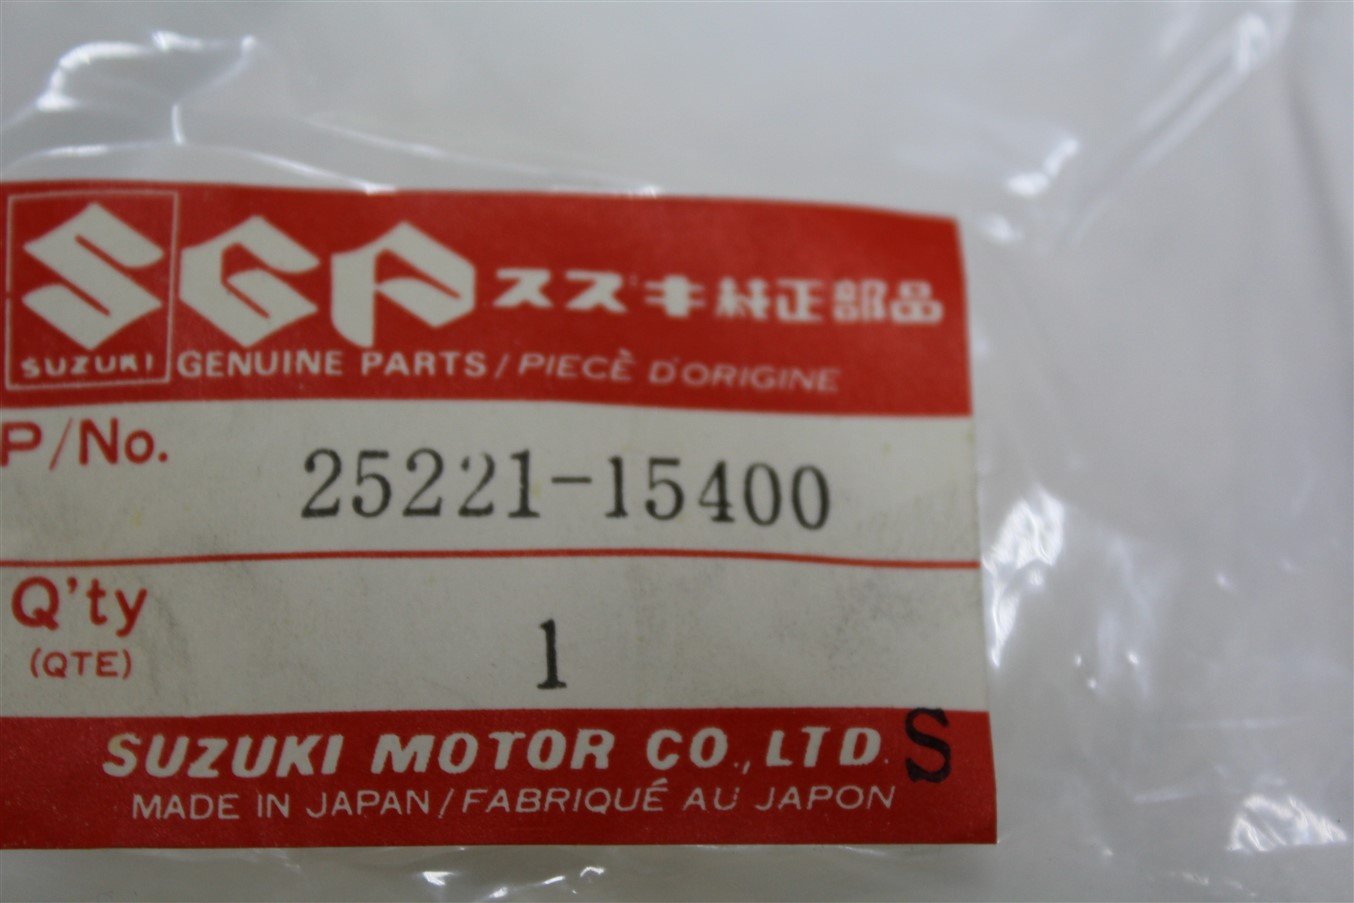 SGP スズキ純正部品
SUZUKI GENUINE PARTS / PIÈCE D'ORIGINE
P/No. 25221-15400
Q'ty 1
(QTE)
SUZUKI MOTOR CO., LTD. S
MADE IN JAPAN / FABRIQUÉ AU JAPON